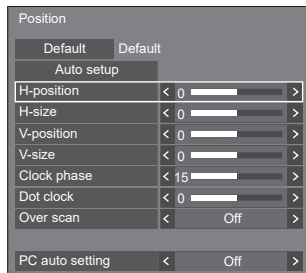 Position
Default Default
Auto setup
H-position < 0 >
H-size < 0 >
V-position < 0 >
V-size < 0 >
Clock phase < 15 >
Dot clock < 0 >
Over scan < Off >
PC auto setting < Off >